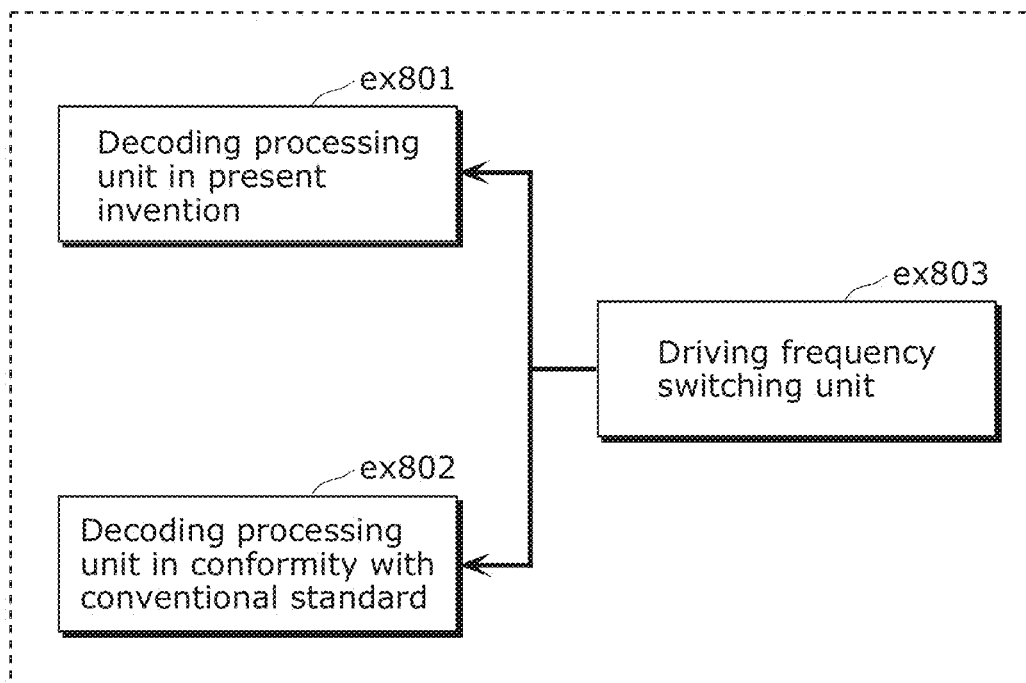 ex801
Decoding processing
unit in present
invention
ex803
Driving frequency
switching unit
ex802
Decoding processing
unit in conformity with
conventional standard